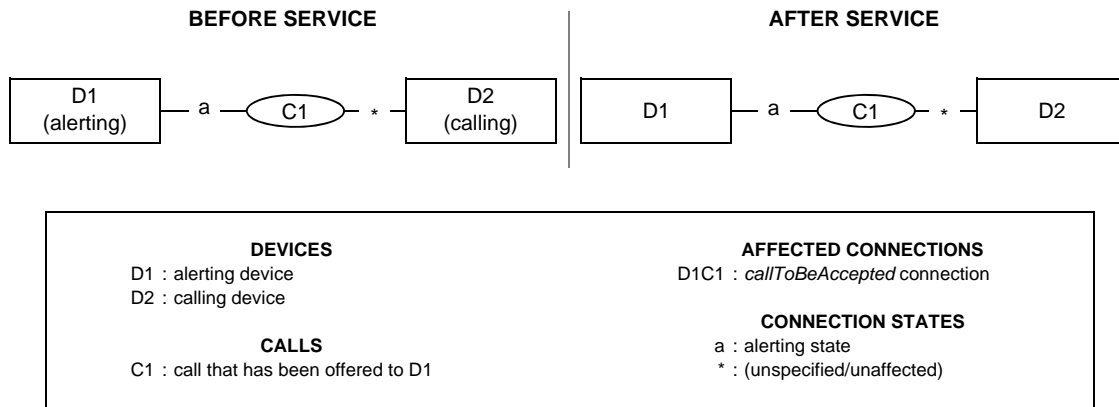 BEFORE SERVICE
AFTER SERVICE
D1
(alerting)
a
C1
*
D2
(calling)
D1
a
C1
*
D2
DEVICES
D1 : alerting device
D2 : calling device
CALLS
C1 : call that has been offered to D1
AFFECTED CONNECTIONS
D1C1 : callToBeAccepted connection
CONNECTION STATES
a : alerting state
* : (unspecified/unaffected)